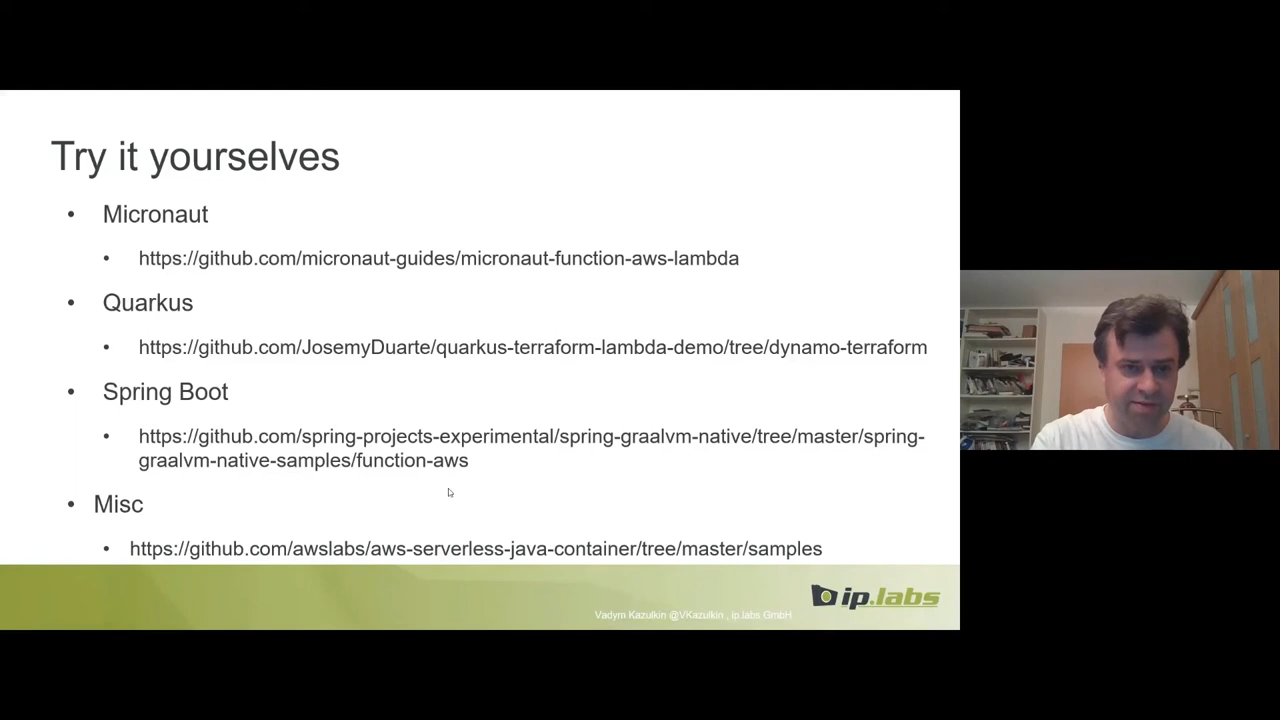 Try it yourselves
• Micronaut
• https://github.com/micronaut-guides/micronaut-function-aws-lambda
• Quarkus
• https://github.com/JosemyDuarte/quarkus-terraform-lambda-demo/tree/dynamo-terraform
• Spring Boot
• https://github.com/spring-projects-experimental/spring-graalvm-native/tree/master/spring-
graalvm-native-samples/function-aws
• Misc
• https://github.com/awslabs/aws-serverless-java-container/tree/master/samples
ip.labs
Vadym Kazulkin @VKazulkin , ip.labs GmbH